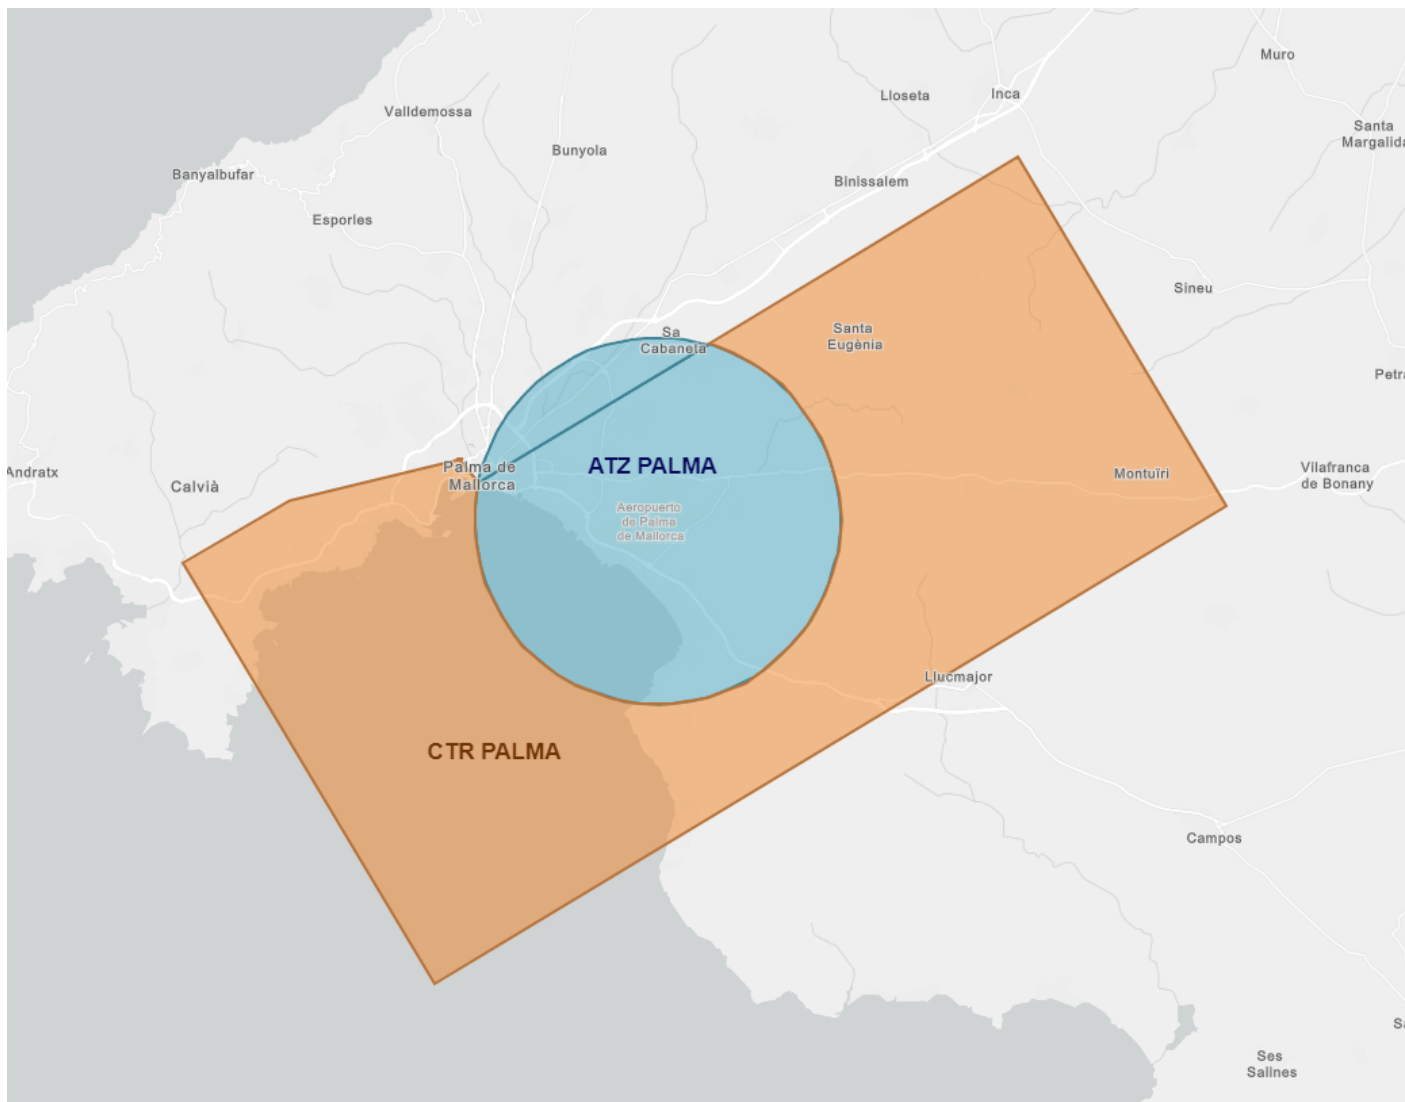 Muro
Lloseta
Inca
Valldemossa
Santa
Margalida
Bunyola
Banyalbufar
Binissalem
Esporles
Sineu
Sa
Cabaneta
Santa
Eugènia
Petra
ATZ PALMA
Palma de
Mallorca
Andratx
Calvià
Montuïri
Vilafranca
de Bonany
Aeropuerto
de Palma
de Mallorca
Llucmajor
CTR PALMA
Campos
Sa
Ses
Salines